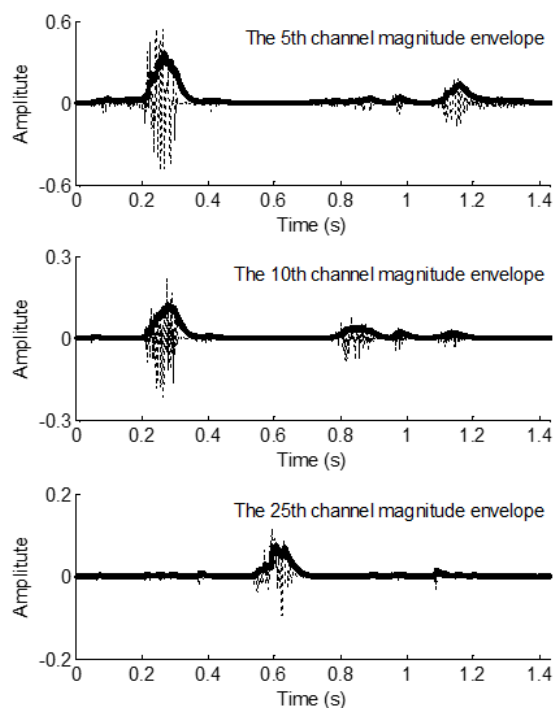 The 5th channel magnitude envelope
Amplitute
0.6
0
-0.6
0 0.2 0.4 0.6 0.8 1 1.2 1.4
Time (s)
The 10th channel magnitude envelope
Amplitute
0.3
0
-0.3
0 0.2 0.4 0.6 0.8 1 1.2 1.4
Time (s)
The 25th channel magnitude envelope
Amplitute
0.2
0
-0.2
0 0.2 0.4 0.6 0.8 1 1.2 1.4
Time (s)